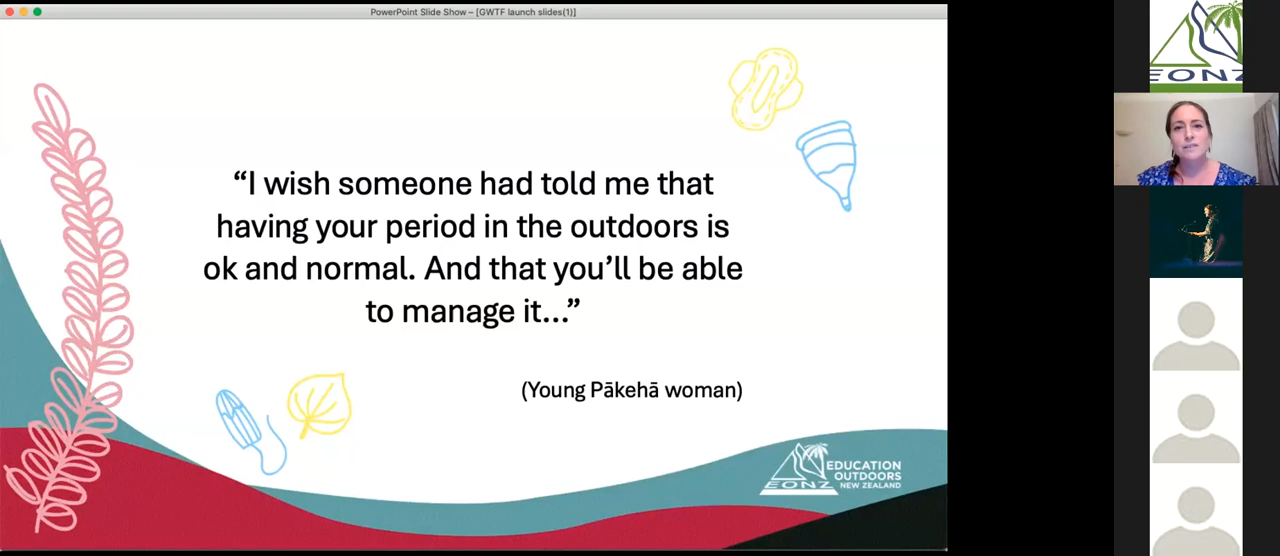 PowerPoint Slide Show – [GWTF launch slides(1)]
“I wish someone had told me that
having your period in the outdoors is
ok and normal. And that you’ll be able
to manage it...”
(Young Pākehā woman)
EONZ
EDUCATION
OUTDOORS
NEW ZEALAND
EONZ